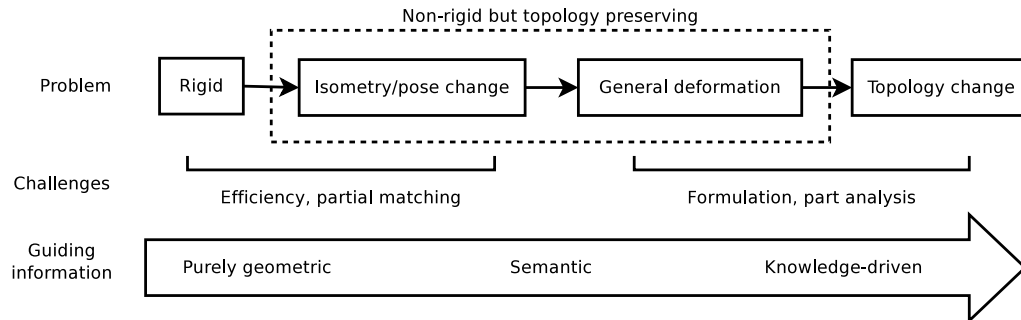 Non-rigid but topology preserving
Problem
Rigid
Isometry/pose change
General deformation
Topology change
Challenges
Efficiency, partial matching
Formulation, part analysis
Guiding
information
Purely geometric
Semantic
Knowledge-driven